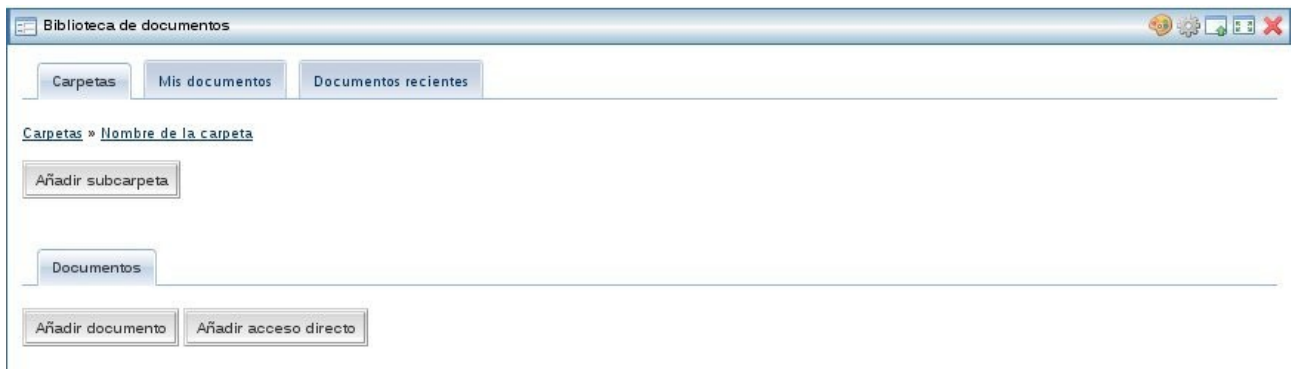 Biblioteca de documentos
Carpetas Mis documentos Documentos recientes
Carpetas » Nombre de la carpeta
Añadir subcarpeta
Documentos
Añadir documento Añadir acceso directo